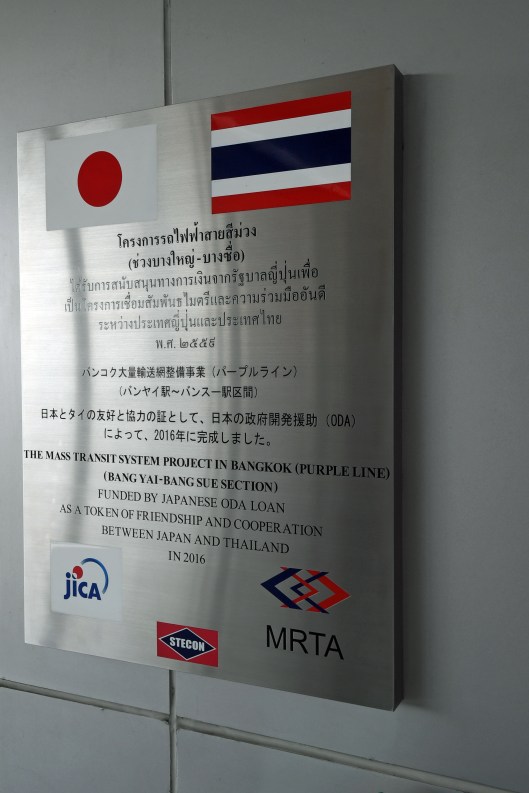 โครงการรถไฟฟ้าสายสีม่วง
(ช่วงบางใหญ่-บางซื่อ)
ได้รับการสนับสนุนทางการเงินจากรัฐบาลญี่ปุ่นเพื่อ
เป็นโครงการเชื่อมสัมพันธไมตรีและความร่วมมืออันดี
ระหว่างประเทศญี่ปุ่นและประเทศไทย
พ.ศ. ๒๕๕๙
バンコク大量輸送網整備事業 (パープルライン)
(バンヤイ駅〜バンスー駅区間)
日本とタイの友好と協力の証として、日本の政府開発援助 (ODA)
によって、2016年に完成しました。
THE MASS TRANSIT SYSTEM PROJECT IN BANGKOK (PURPLE LINE)
(BANG YAI-BANG SUE SECTION)
FUNDED BY JAPANESE ODA LOAN
AS A TOKEN OF FRIENDSHIP AND COOPERATION
BETWEEN JAPAN AND THAILAND
IN 2016
jICA
STECON
MRTA